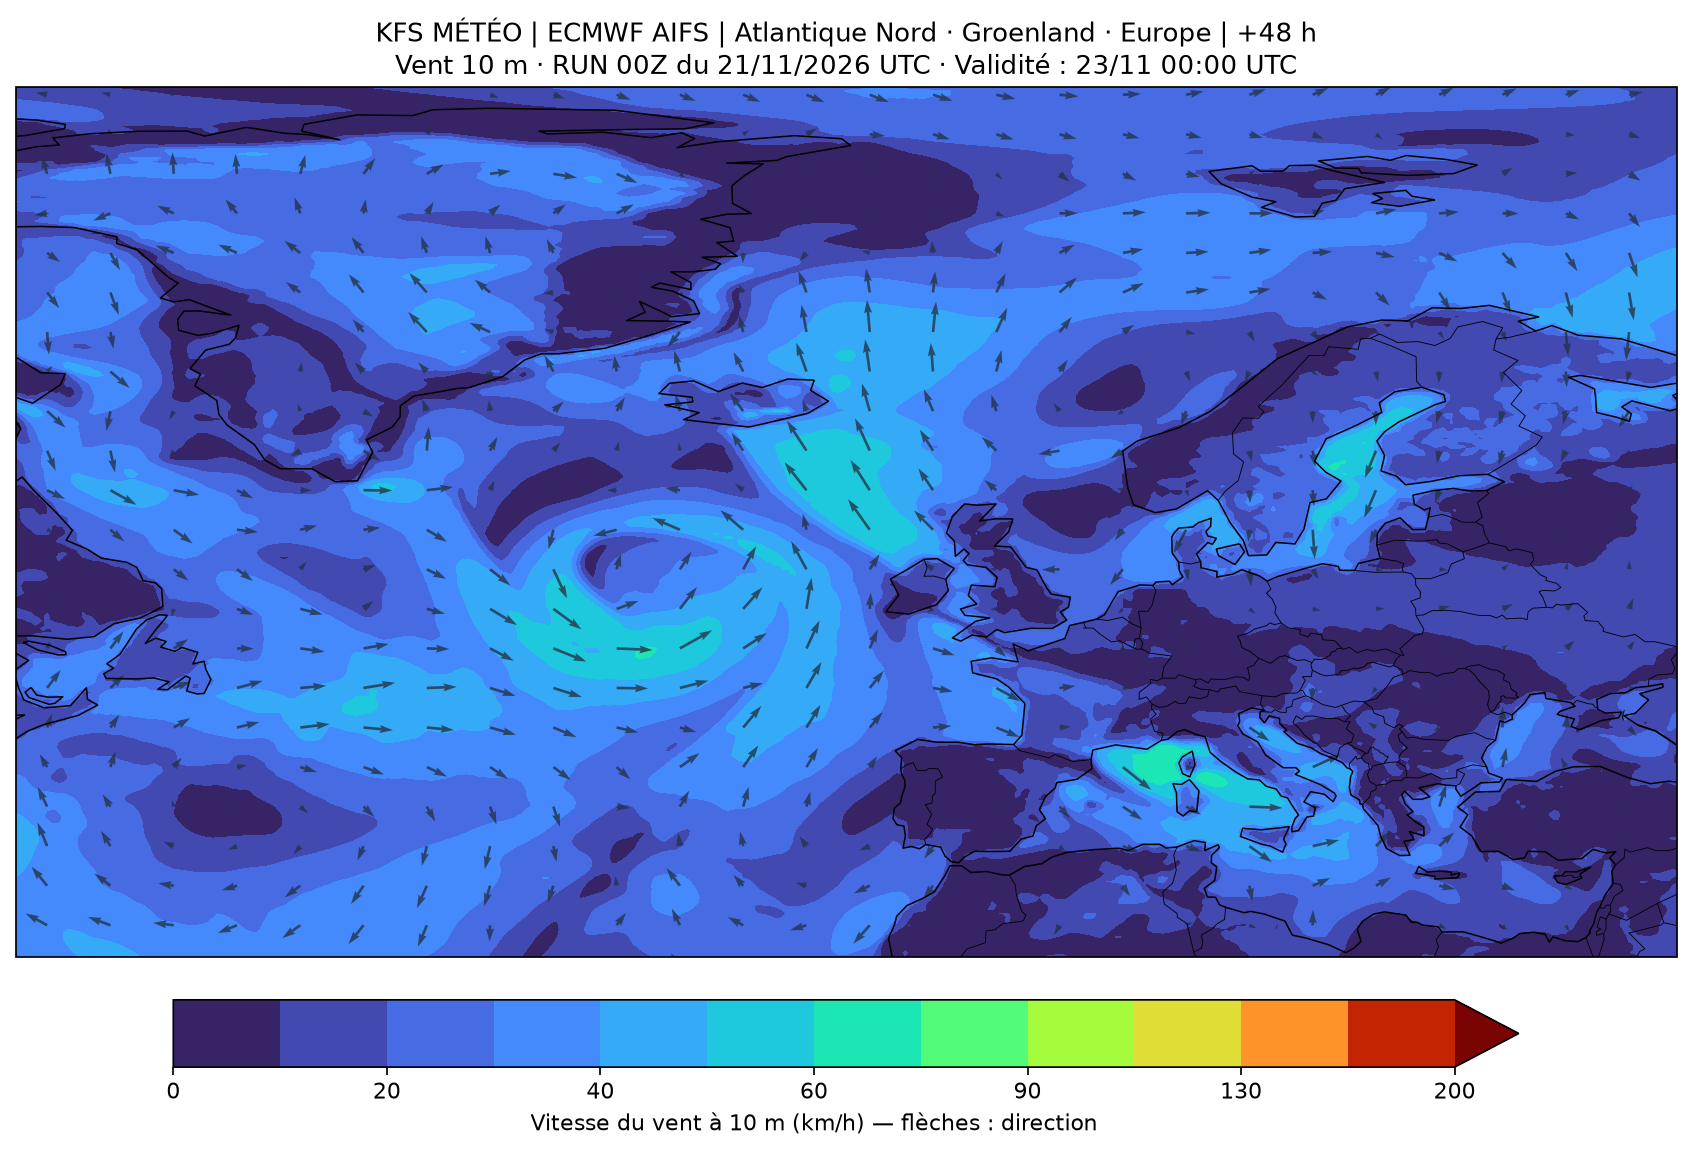 KFS MÉTÉO | ECMWF AIFS | Atlantique Nord · Groenland · Europe | +48 h
Vent 10 m · RUN 00Z du 21/11/2026 UTC · Validité : 23/11 00:00 UTC
0 20 40 60 90 130 200
Vitesse du vent à 10 m (km/h) — flèches : direction